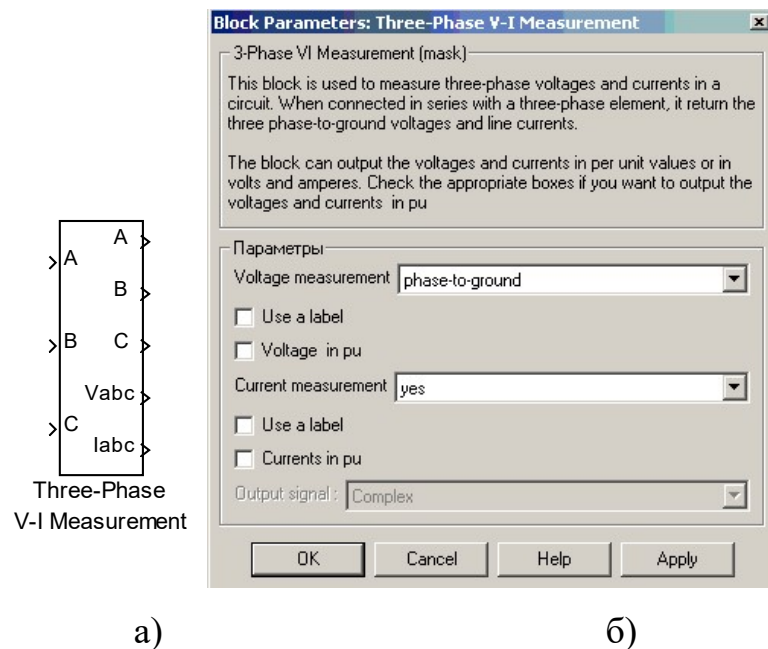 Block Parameters: Three-Phase V-I Measurement
3-Phase VI Measurement (mask)
This block is used to measure three-phase voltages and currents in a
circuit. When connected in series with a three-phase element, it return the
three phase-to-ground voltages and line currents.
The block can output the voltages and currents in per unit values or in
volts and amperes. Check the appropriate boxes if you want to output the
voltages and currents in pu
Параметры
Voltage measurement phase-to-ground
Use a label
Voltage in pu
Current measurement yes
Use a label
Currents in pu
Output signal : Complex
OK Cancel Help Apply
A
A
B
B C
Vabc
C
Iabc
Three-Phase
V-I Measurement
а) б)